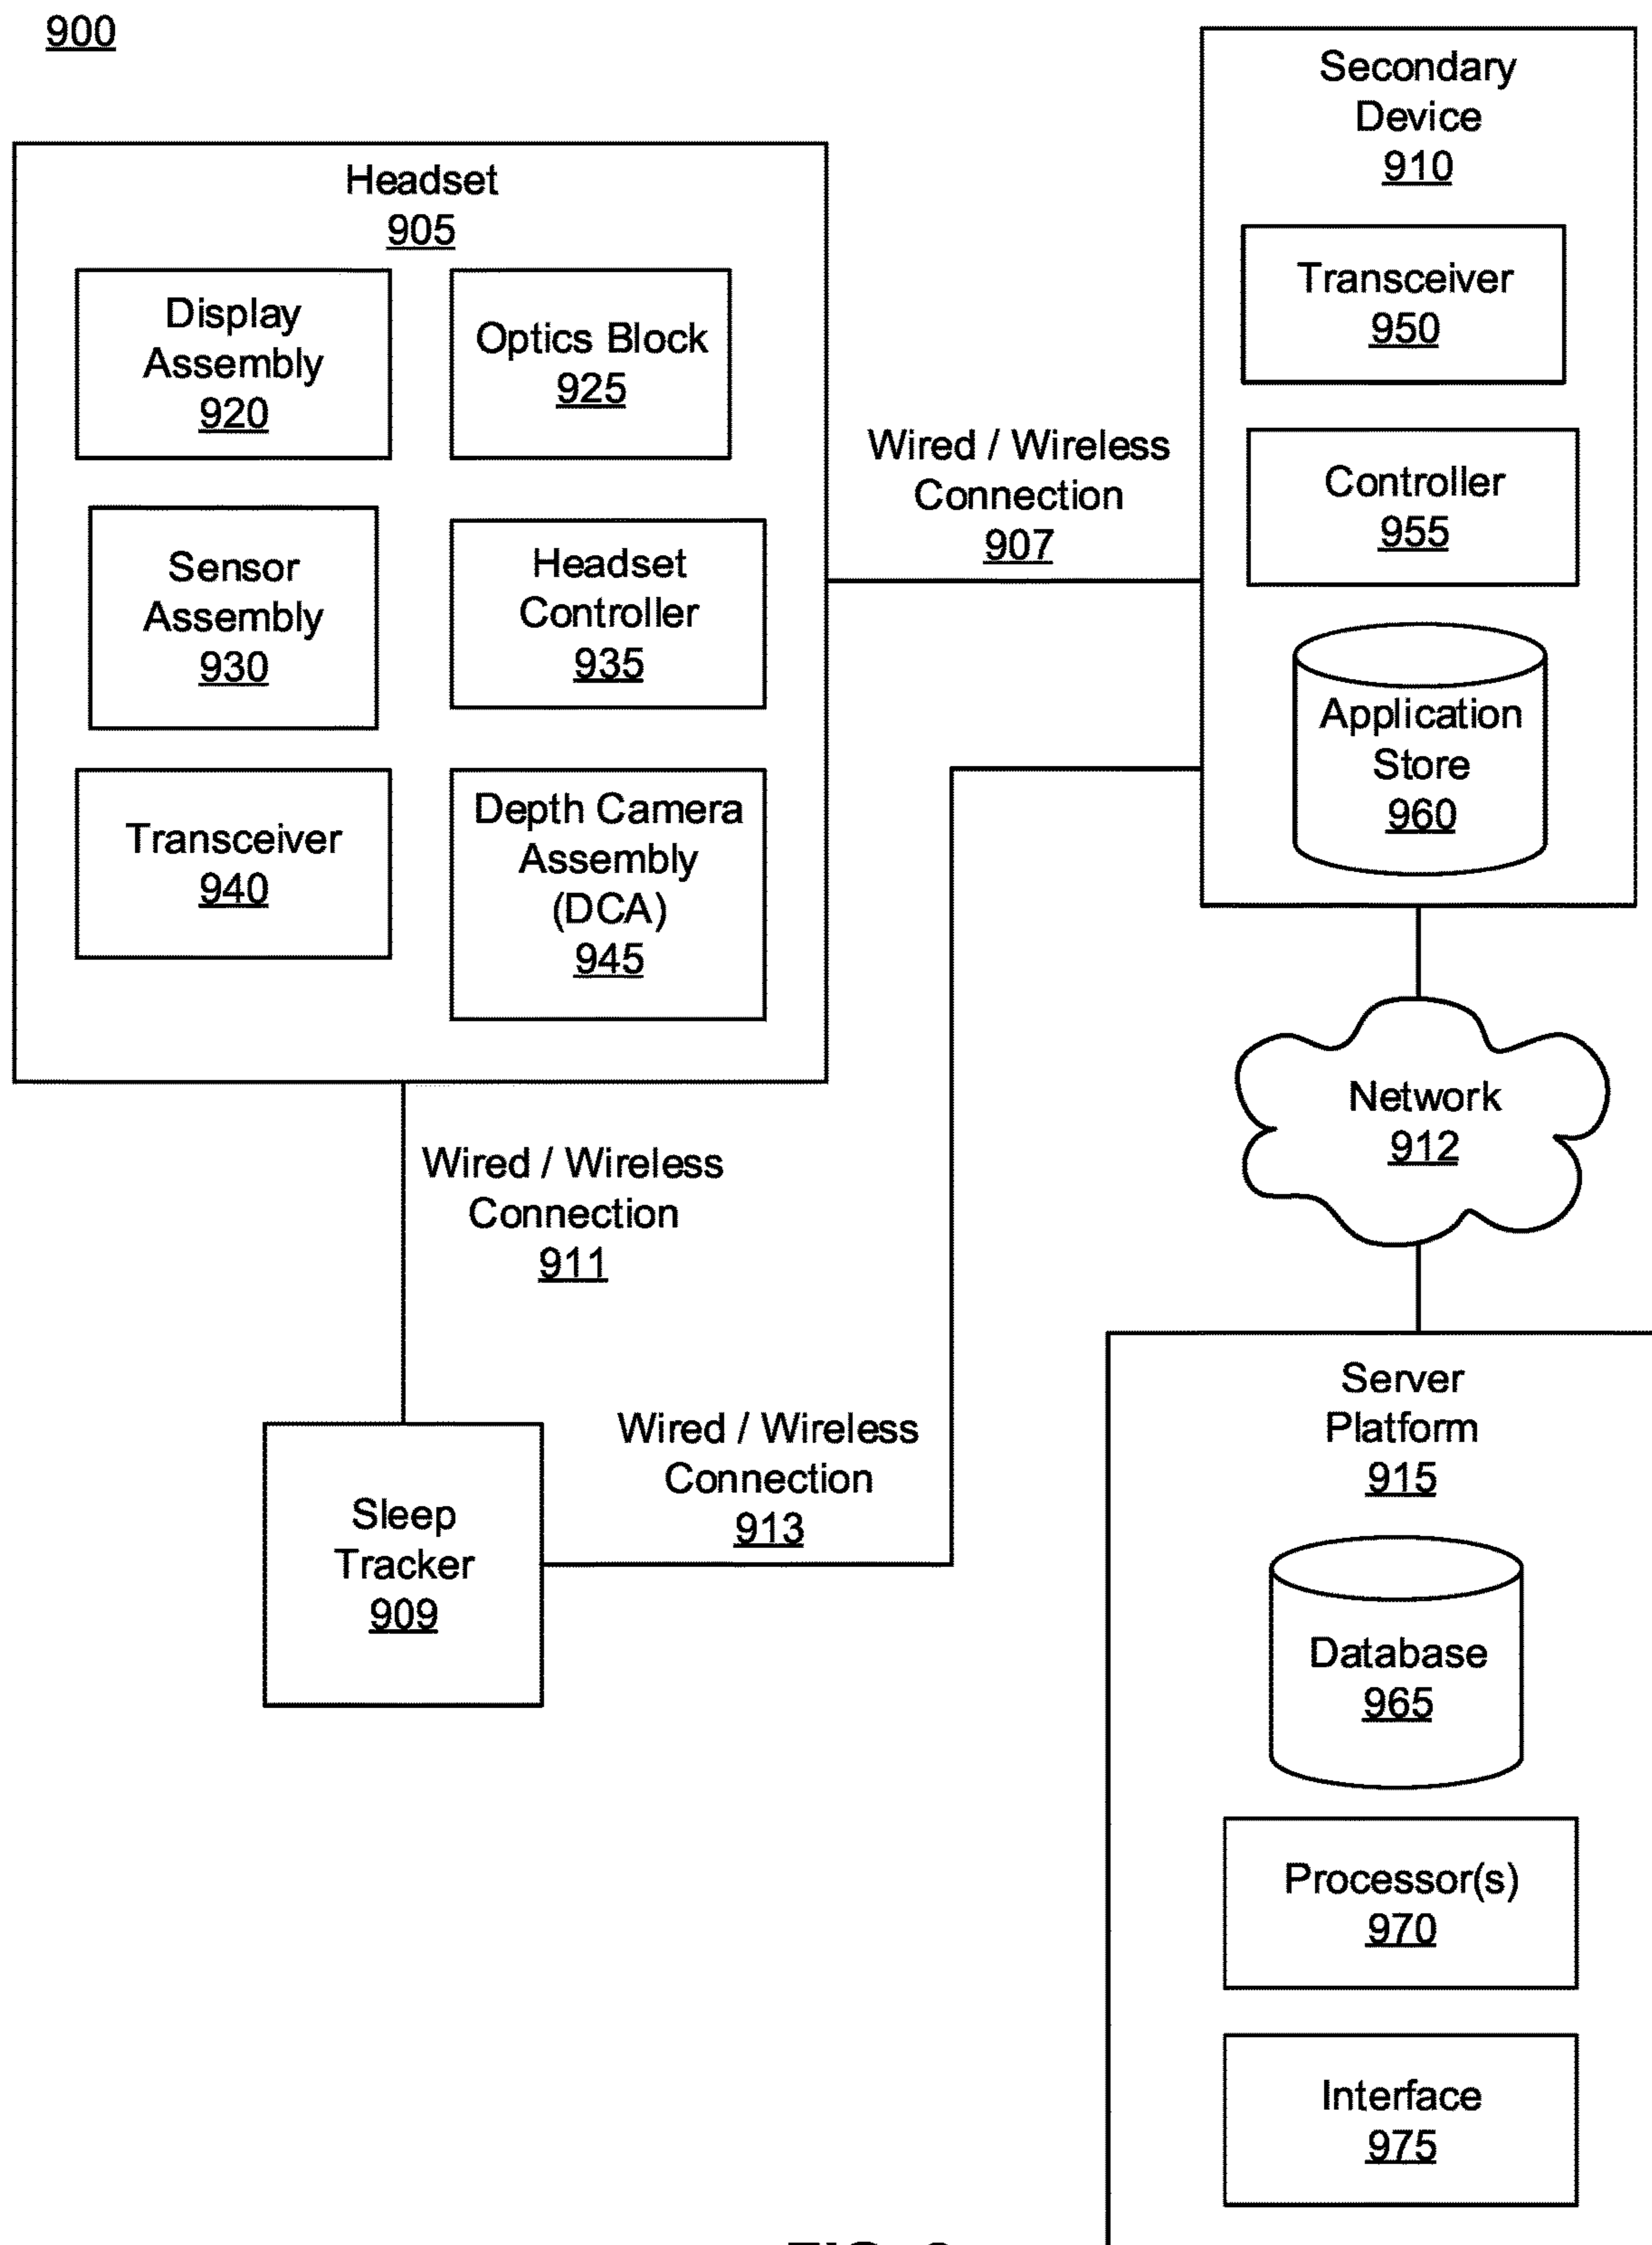 900
Headset
905
Display
Assembly
920
Optics Block
925
Sensor
Assembly
930
Headset
Controller
935
Transceiver
940
Depth Camera
Assembly
(DCA)
945
Wired / Wireless
Connection
907
Secondary
Device
910
Transceiver
950
Controller
955
Application
Store
960
Network
912
Wired / Wireless
Connection
911
Sleep
Tracker
909
Wired / Wireless
Connection
913
Server
Platform
915
Database
965
Processor(s)
970
Interface
975